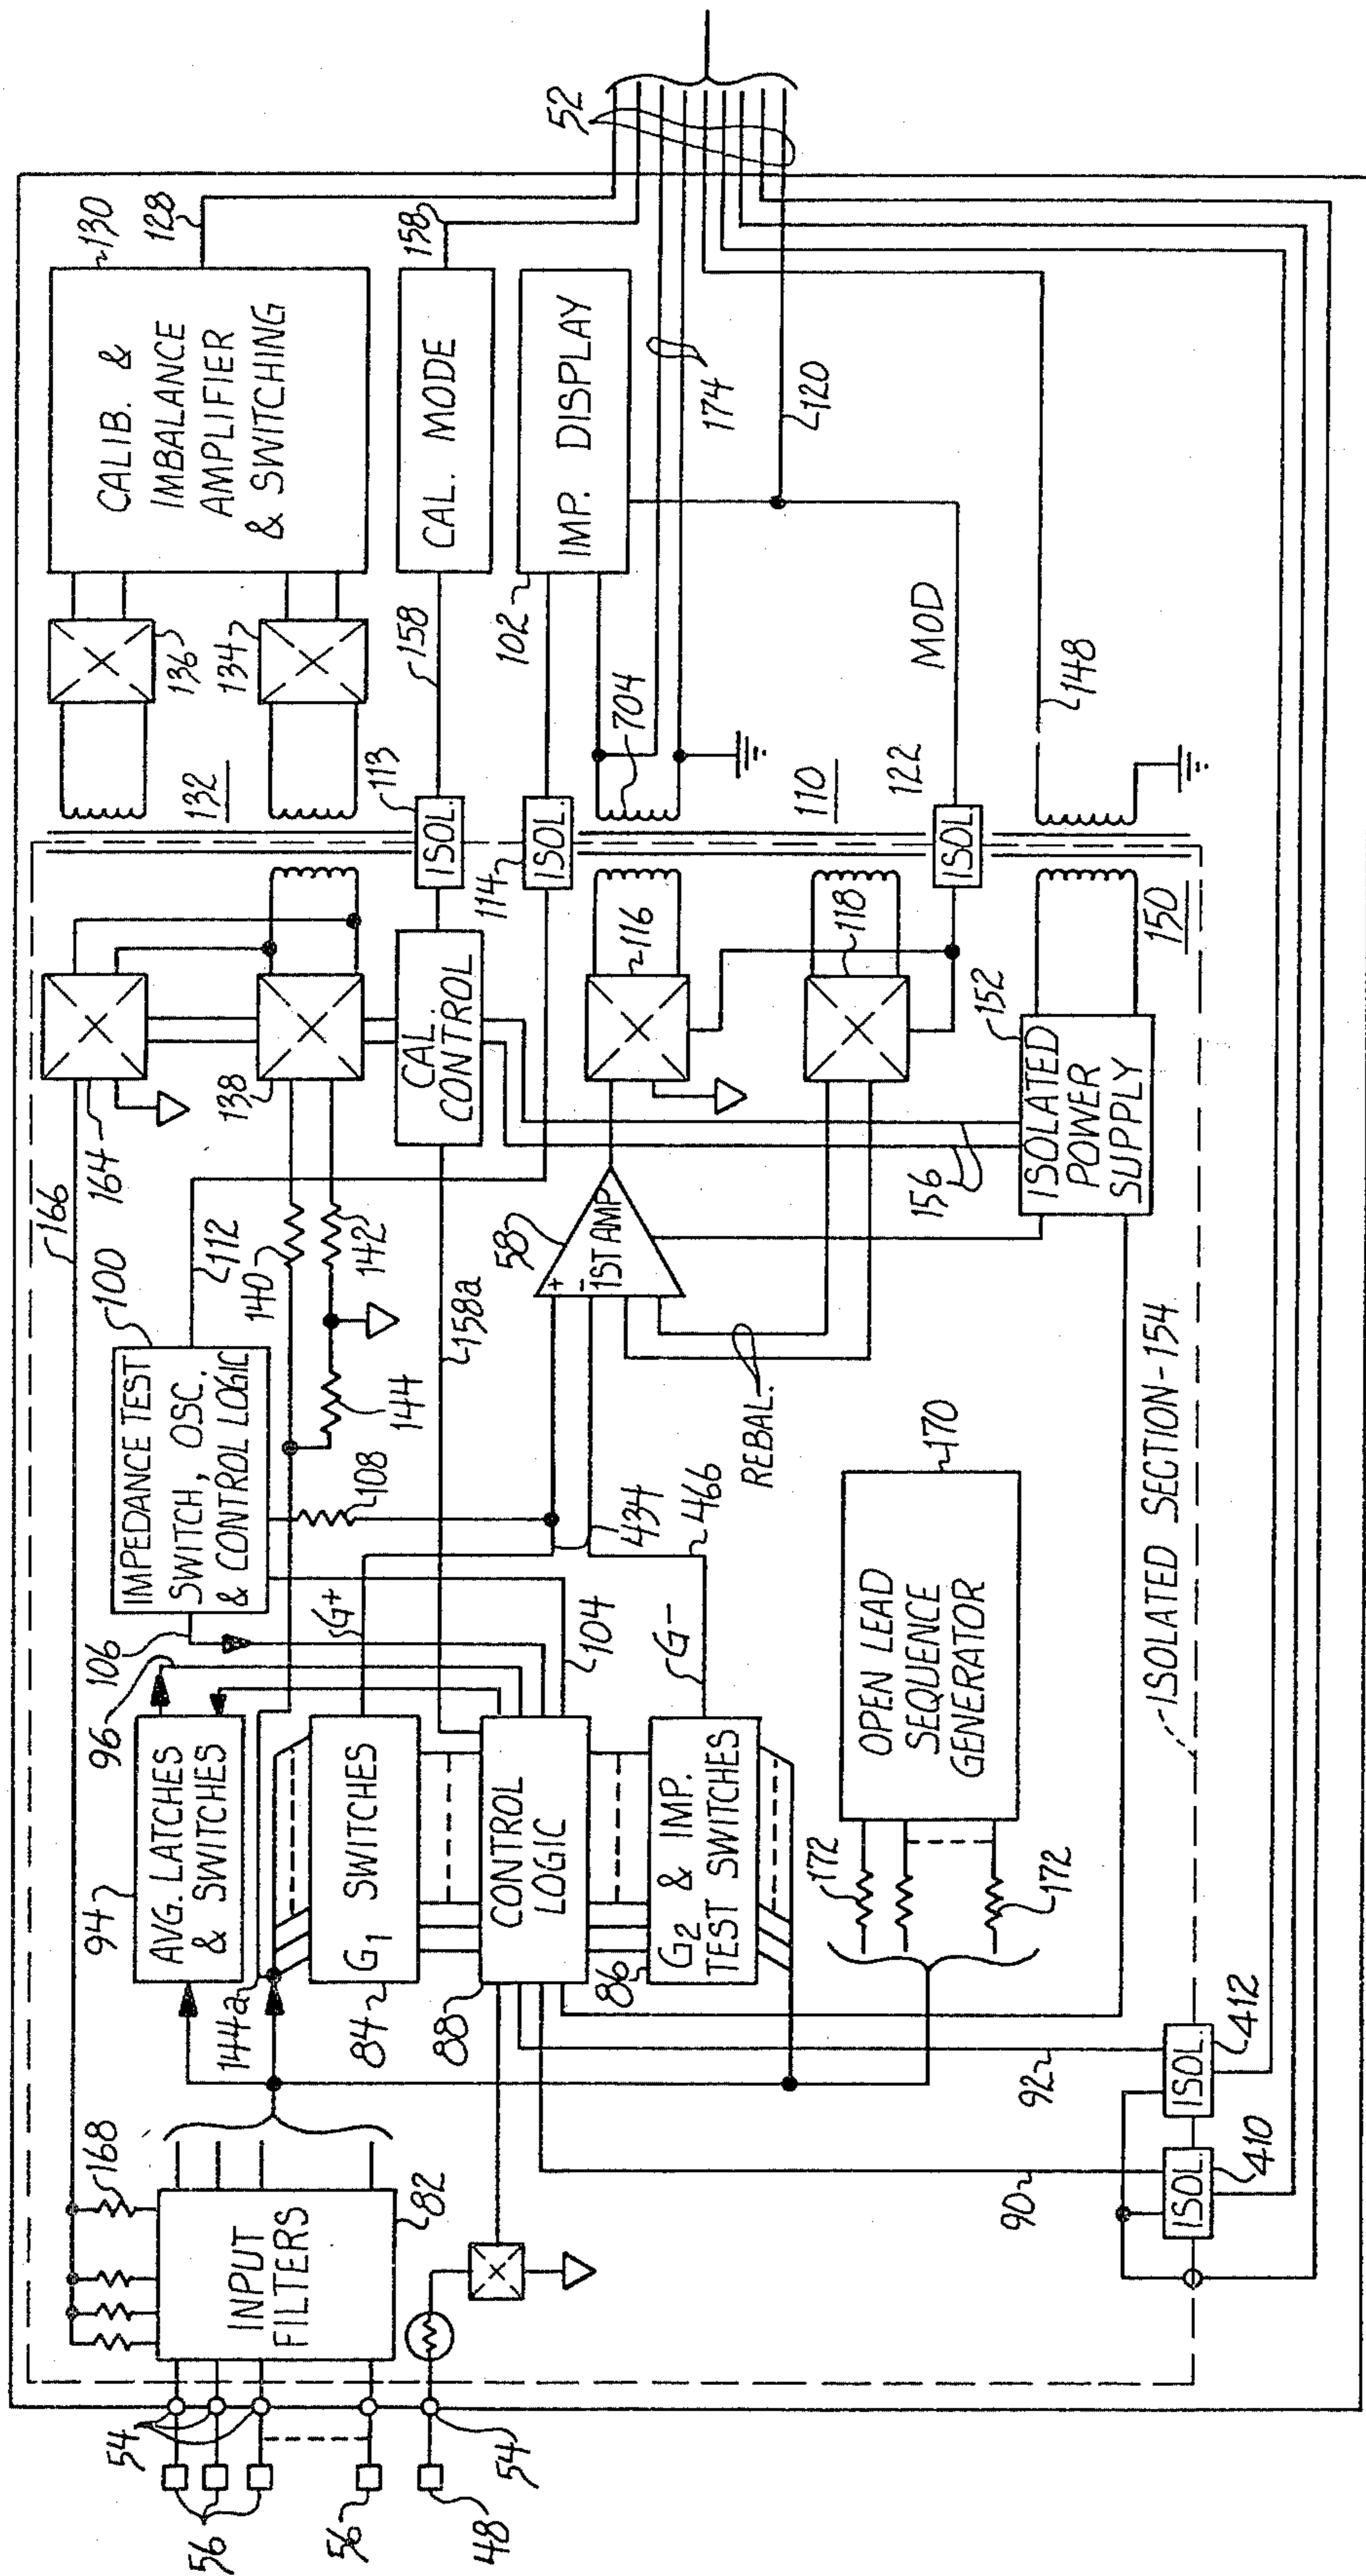 54
56
56
48
54
168
INPUT
FILTERS
82
166
94
AVG. LATCHES
& SWITCHES
96
106
144a
G1 SWITCHES
84
G+
CONTROL
LOGIC
88
104
86
G2 & IMP.
TEST SWITCHES
G-
172
172
OPEN LEAD
SEQUENCE
GENERATOR
170
90
92
ISOL.
410
ISOL.
412
100
IMPEDANCE TEST
SWITCH, OSC,
& CONTROL LOGIC
112
108
140
142
144
158a
434
466
58
+
-
1ST AMP
REBAL.
164
138
CAL.
CONTROL
116
118
156
ISOLATED
POWER
SUPPLY
152
150
ISOLATED SECTION-154
132
113
ISOL.
114
ISOL.
704
110
122
ISOL
136
134
CALIB. &
IMBALANCE
AMPLIFIER
& SWITCHING
130
128
158
CAL. MODE
158
102
IMP. DISPLAY
174
120
MOD
148
52